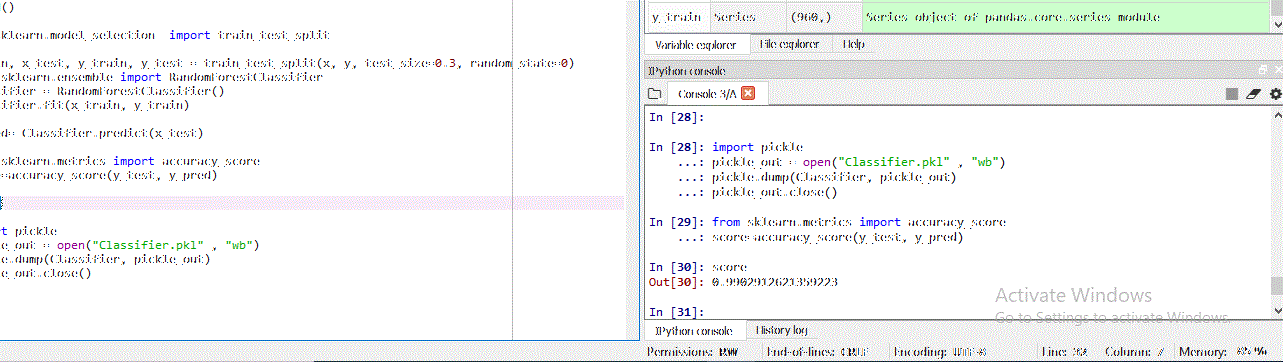 ()
sklearn.model_selection import train_test_split
n, x_test, y_train, y_test = train_test_split(x, y, test_size=0.3, random_state=0)
sklearn.ensemble import RandomForestClassifier
ifier = RandomForestClassifier()
ifier.fit(x_train, y_train)
d= Classifier.predict(x_test)
sklearn.metrics import accuracy_score
=accuracy_score(y_test, y_pred)
rt pickle
e_out = open("Classifier.pkl" , "wb")
e.dump(Classifier, pickle_out)
e_out.close()
y_train Series (960,) Series object of pandas.core.series module
Variable explorer File explorer Help
IPython console
Console 3/A
In [28]:
In [28]: import pickle
...: pickle_out = open("Classifier.pkl" , "wb")
...: pickle.dump(Classifier, pickle_out)
...: pickle_out.close()
In [29]: from sklearn.metrics import accuracy_score
...: score=accuracy_score(y_test, y_pred)
In [30]: score
Out[30]: 0.9902912621359223
In [31]:
Activate Windows
Go to Settings to activate Windows.
IPython console History log
Permissions: RW End-of-lines: CRLF Encoding: UTF-8 Line: Column: Memory: